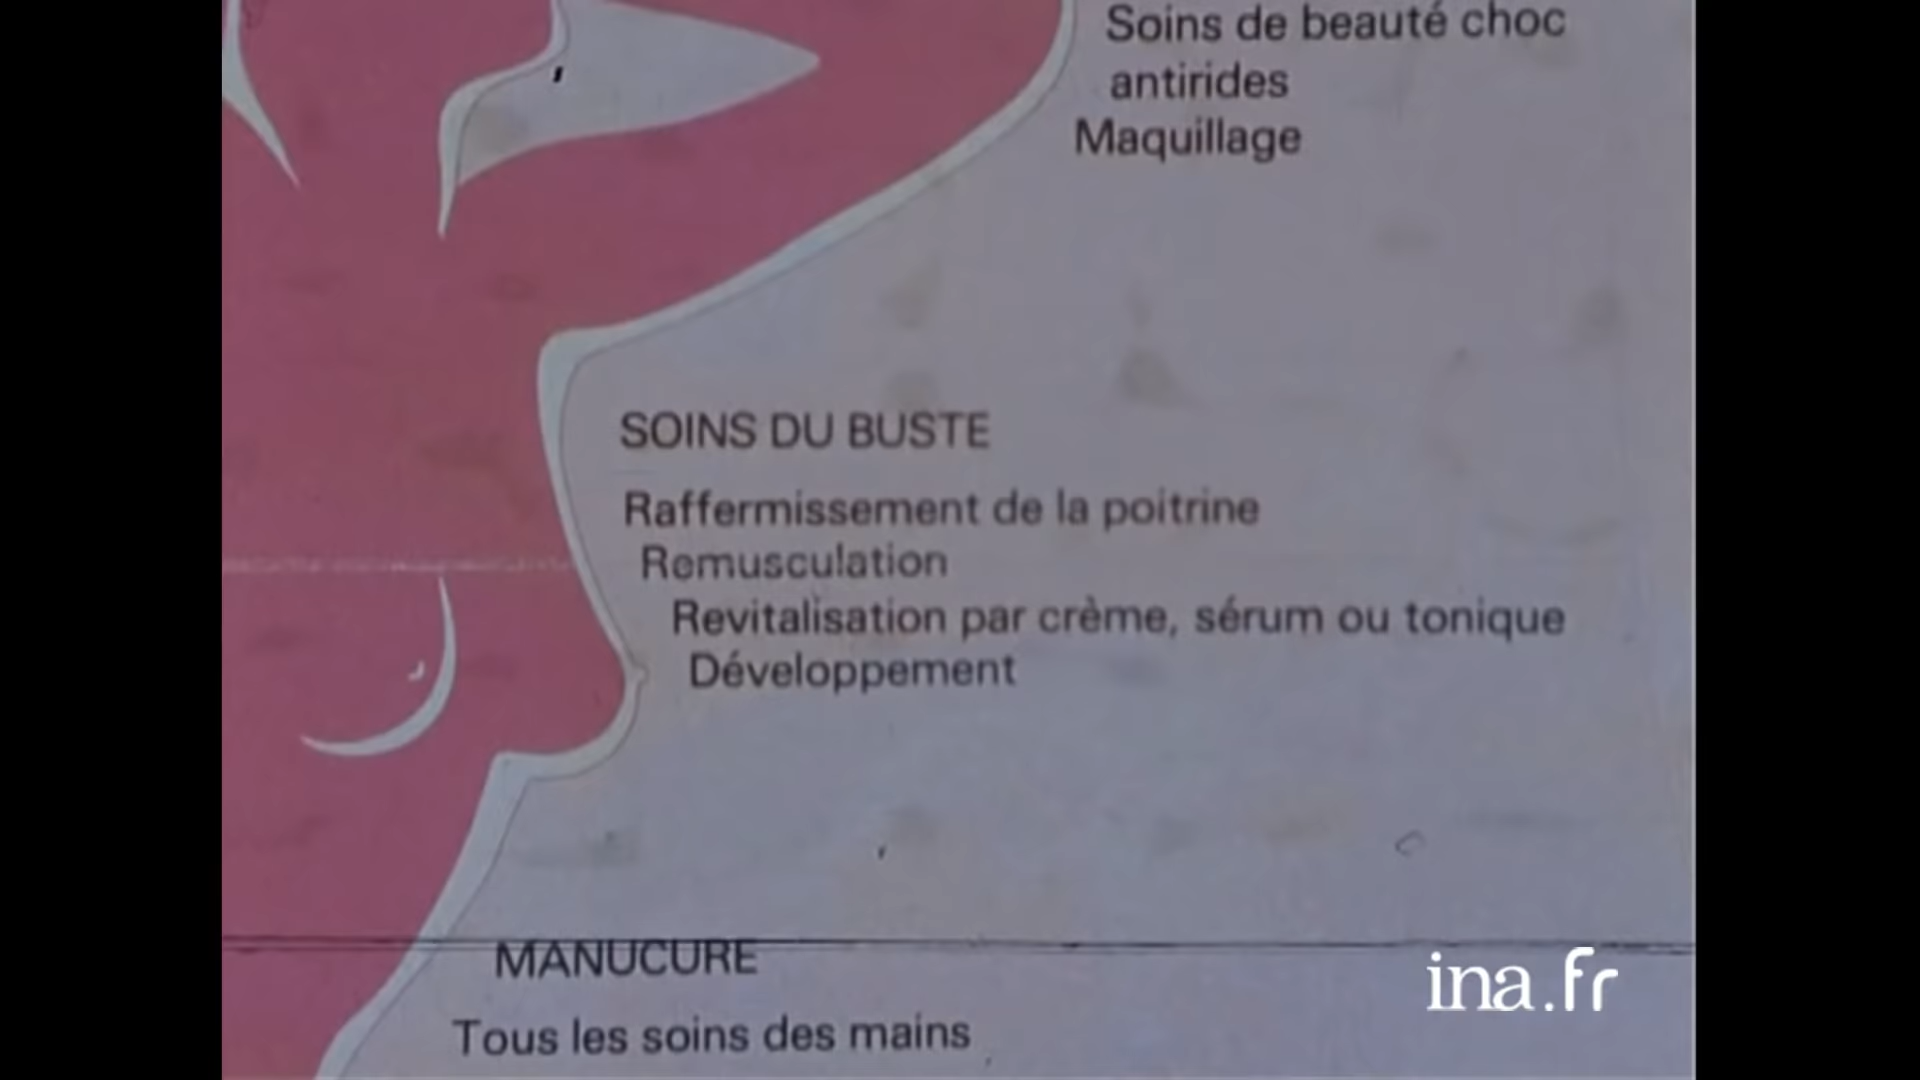 Soins de beauté choc
antirides
Maquillage
SOINS DU BUSTE
Raffermissement de la poitrine
Remusculation
Revitalisation par crème, sérum ou tonique
Développement
MANUCURE
Tous les soins des mains
ina.fr